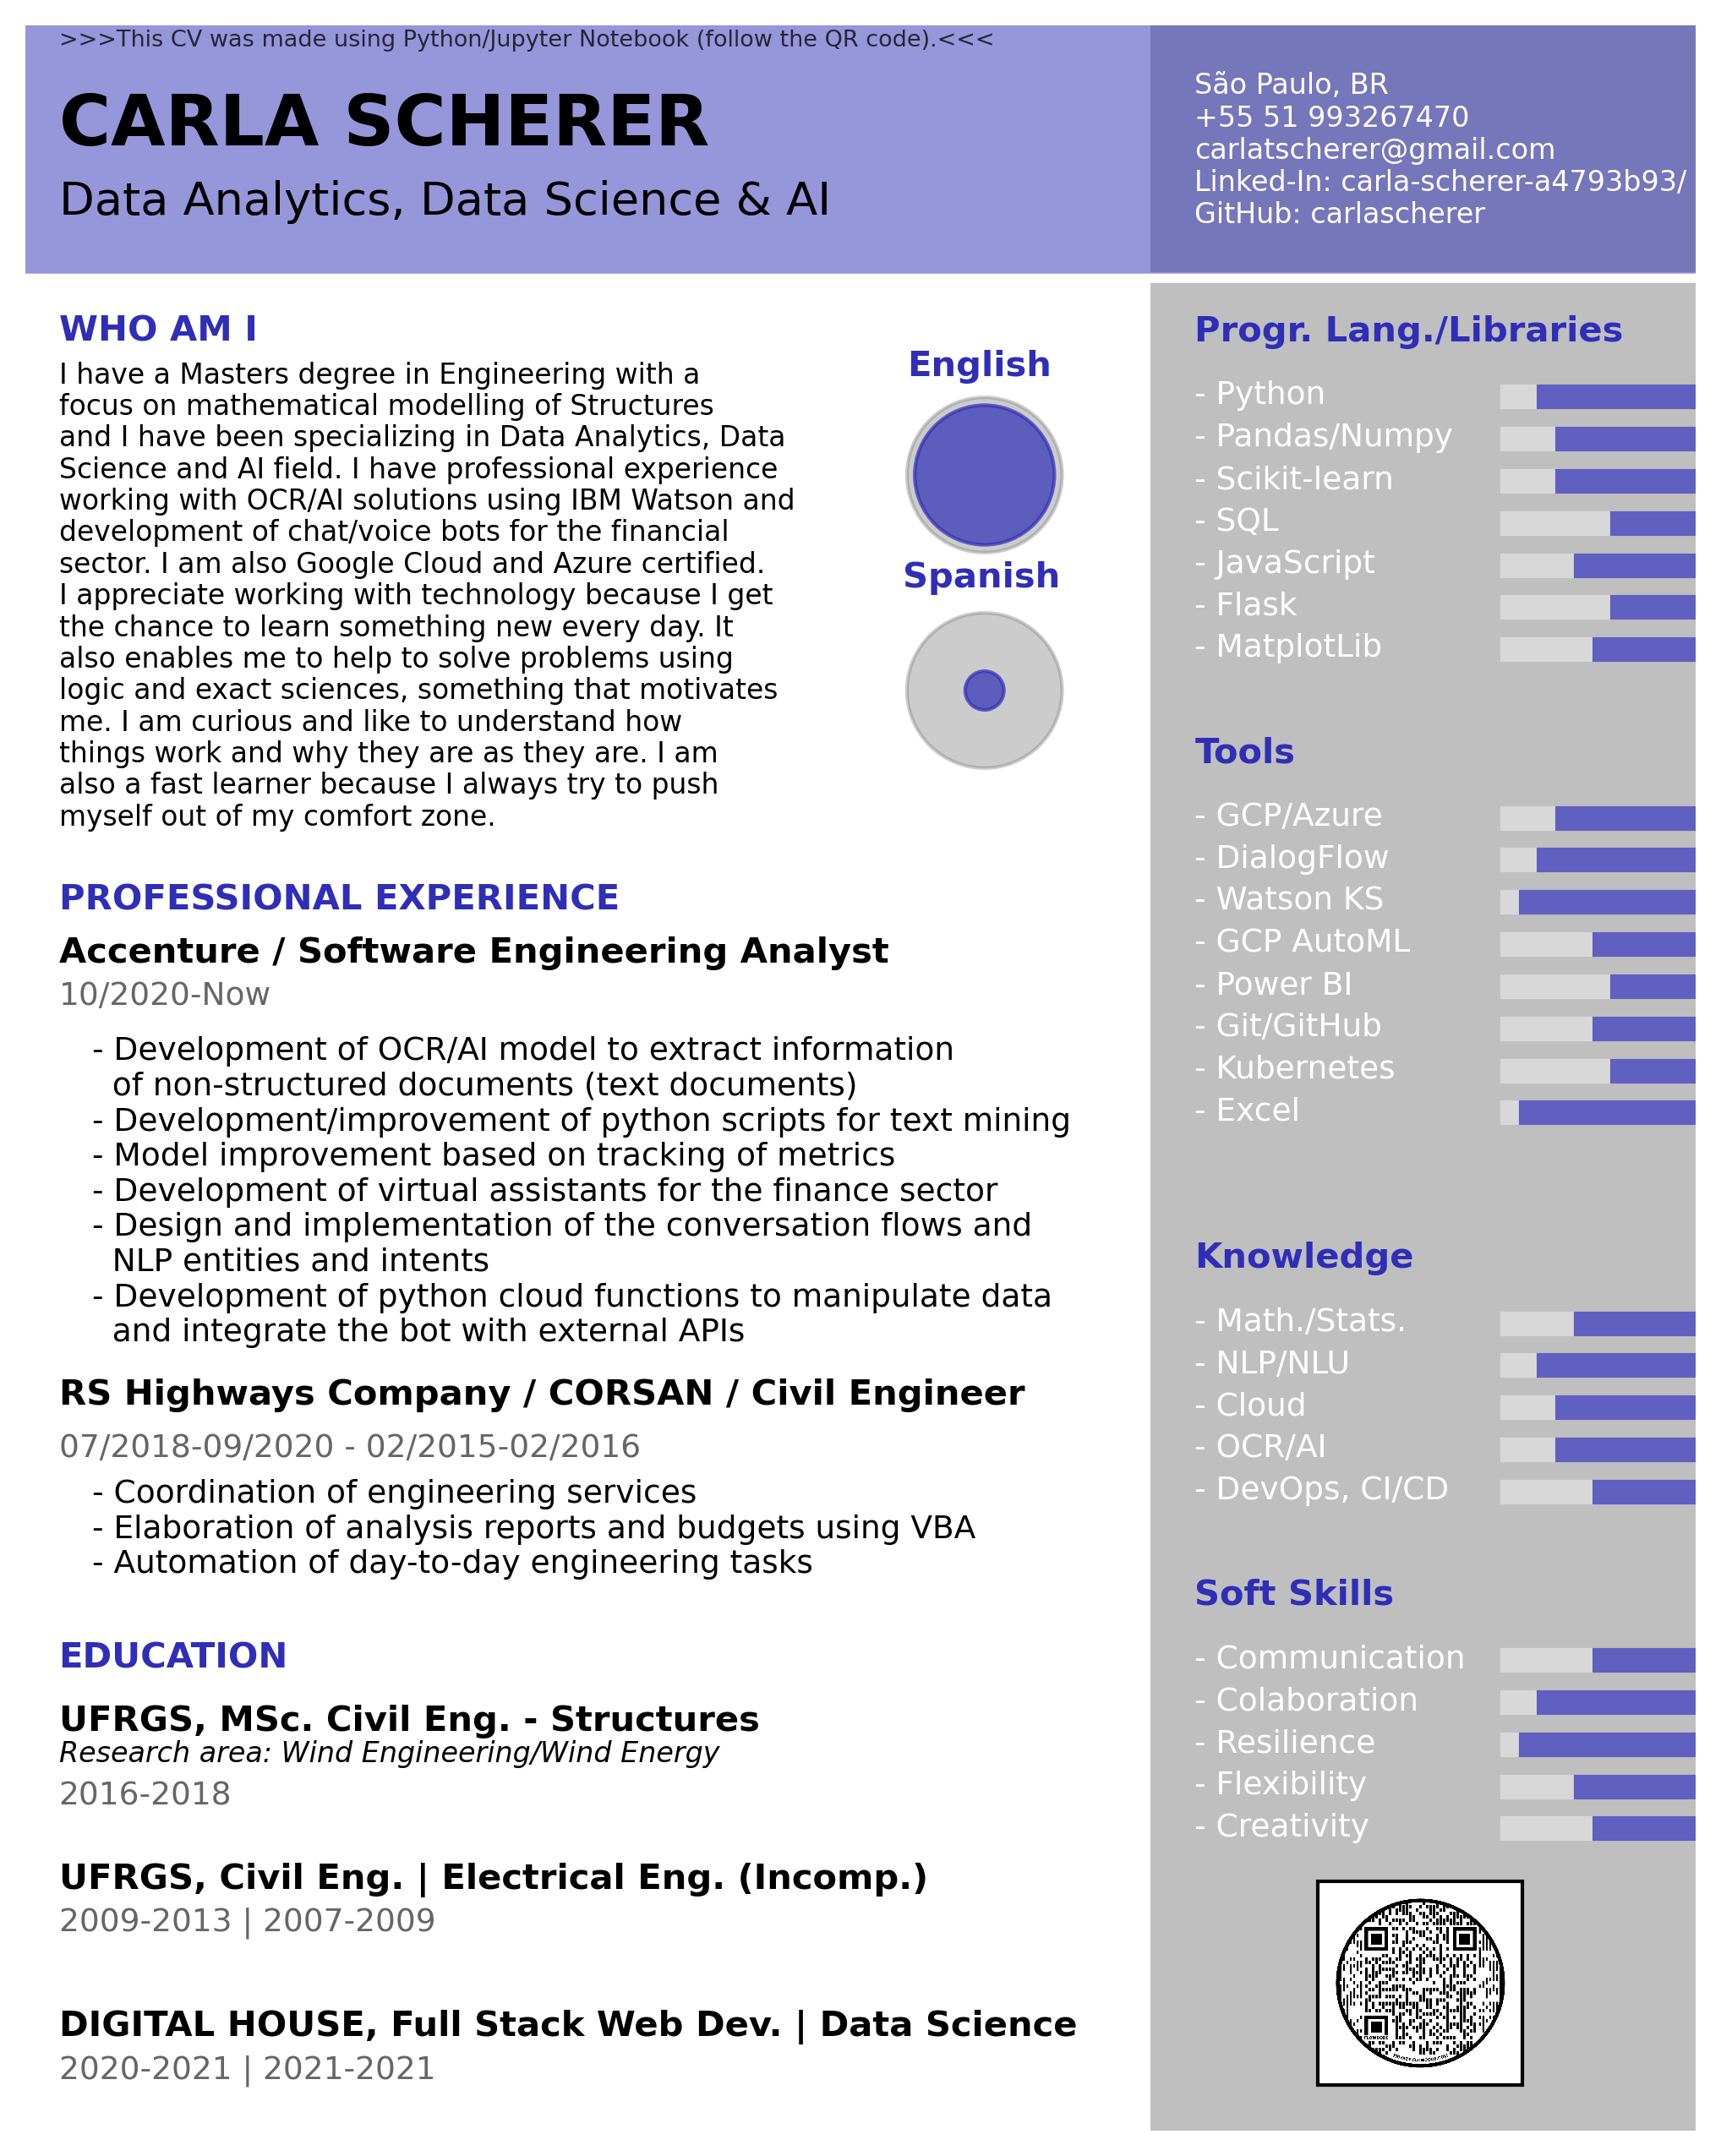 >>>This CV was made using Python/Jupyter Notebook (follow the QR code).<<<
CARLA SCHERER
Data Analytics, Data Science & AI
São Paulo, BR
+55 51 993267470
carlatscherer@gmail.com
Linked-In: carla-scherer-a4793b93/
GitHub: carlascherer
WHO AM I
I have a Masters degree in Engineering with a
focus on mathematical modelling of Structures
and I have been specializing in Data Analytics, Data
Science and AI field. I have professional experience
working with OCR/AI solutions using IBM Watson and
development of chat/voice bots for the financial
sector. I am also Google Cloud and Azure certified.
I appreciate working with technology because I get
the chance to learn something new every day. It
also enables me to help to solve problems using
logic and exact sciences, something that motivates
me. I am curious and like to understand how
things work and why they are as they are. I am
also a fast learner because I always try to push
myself out of my comfort zone.
English
Spanish
PROFESSIONAL EXPERIENCE
Accenture / Software Engineering Analyst
10/2020-Now
- Development of OCR/AI model to extract information
of non-structured documents (text documents)
- Development/improvement of python scripts for text mining
- Model improvement based on tracking of metrics
- Development of virtual assistants for the finance sector
- Design and implementation of the conversation flows and
NLP entities and intents
- Development of python cloud functions to manipulate data
and integrate the bot with external APIs
RS Highways Company / CORSAN / Civil Engineer
07/2018-09/2020 - 02/2015-02/2016
- Coordination of engineering services
- Elaboration of analysis reports and budgets using VBA
- Automation of day-to-day engineering tasks
EDUCATION
UFRGS, MSc. Civil Eng. - Structures
Research area: Wind Engineering/Wind Energy
2016-2018
UFRGS, Civil Eng. | Electrical Eng. (Incomp.)
2009-2013 | 2007-2009
DIGITAL HOUSE, Full Stack Web Dev. | Data Science
2020-2021 | 2021-2021
Progr. Lang./Libraries
- Python
- Pandas/Numpy
- Scikit-learn
- SQL
- JavaScript
- Flask
- MatplotLib
Tools
- GCP/Azure
- DialogFlow
- Watson KS
- GCP AutoML
- Power BI
- Git/GitHub
- Kubernetes
- Excel
Knowledge
- Math./Stats.
- NLP/NLU
- Cloud
- OCR/AI
- DevOps, CI/CD
Soft Skills
- Communication
- Colaboration
- Resilience
- Flexibility
- Creativity